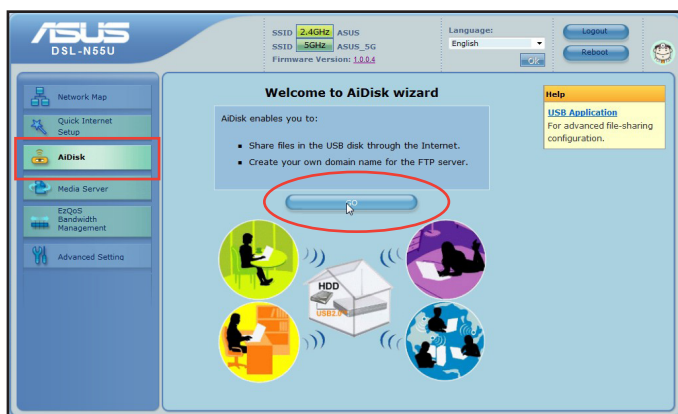 ASUS
DSL-N55U
SSID 2.4GHz ASUS
SSID 5GHz ASUS_5G
Firmware Version: 1.0.0.4
Language:
English
Ok
Logout
Reboot
Network Map
Quick Internet
Setup
AiDisk
Media Server
EzQoS
Bandwidth
Management
Advanced Setting
Welcome to AiDisk wizard
AiDisk enables you to:
Share files in the USB disk through the Internet.
Create your own domain name for the FTP server.
GO
HDD
USB2.0
Help
USB Application
For advanced file-sharing
configuration.